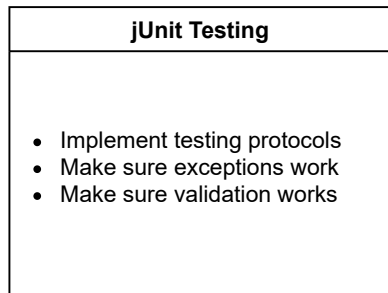 jUnit Testing
• Implement testing protocols
• Make sure exceptions work
• Make sure validation works